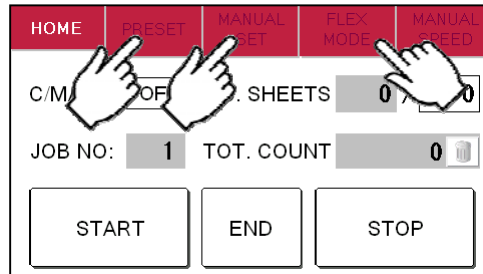 HOME PRESET MANUAL FLEX MANUAL
SET MODE SPEED
C/M OF . SHEETS 0 / 0
JOB NO: 1 TOT. COUNT 0
START END STOP